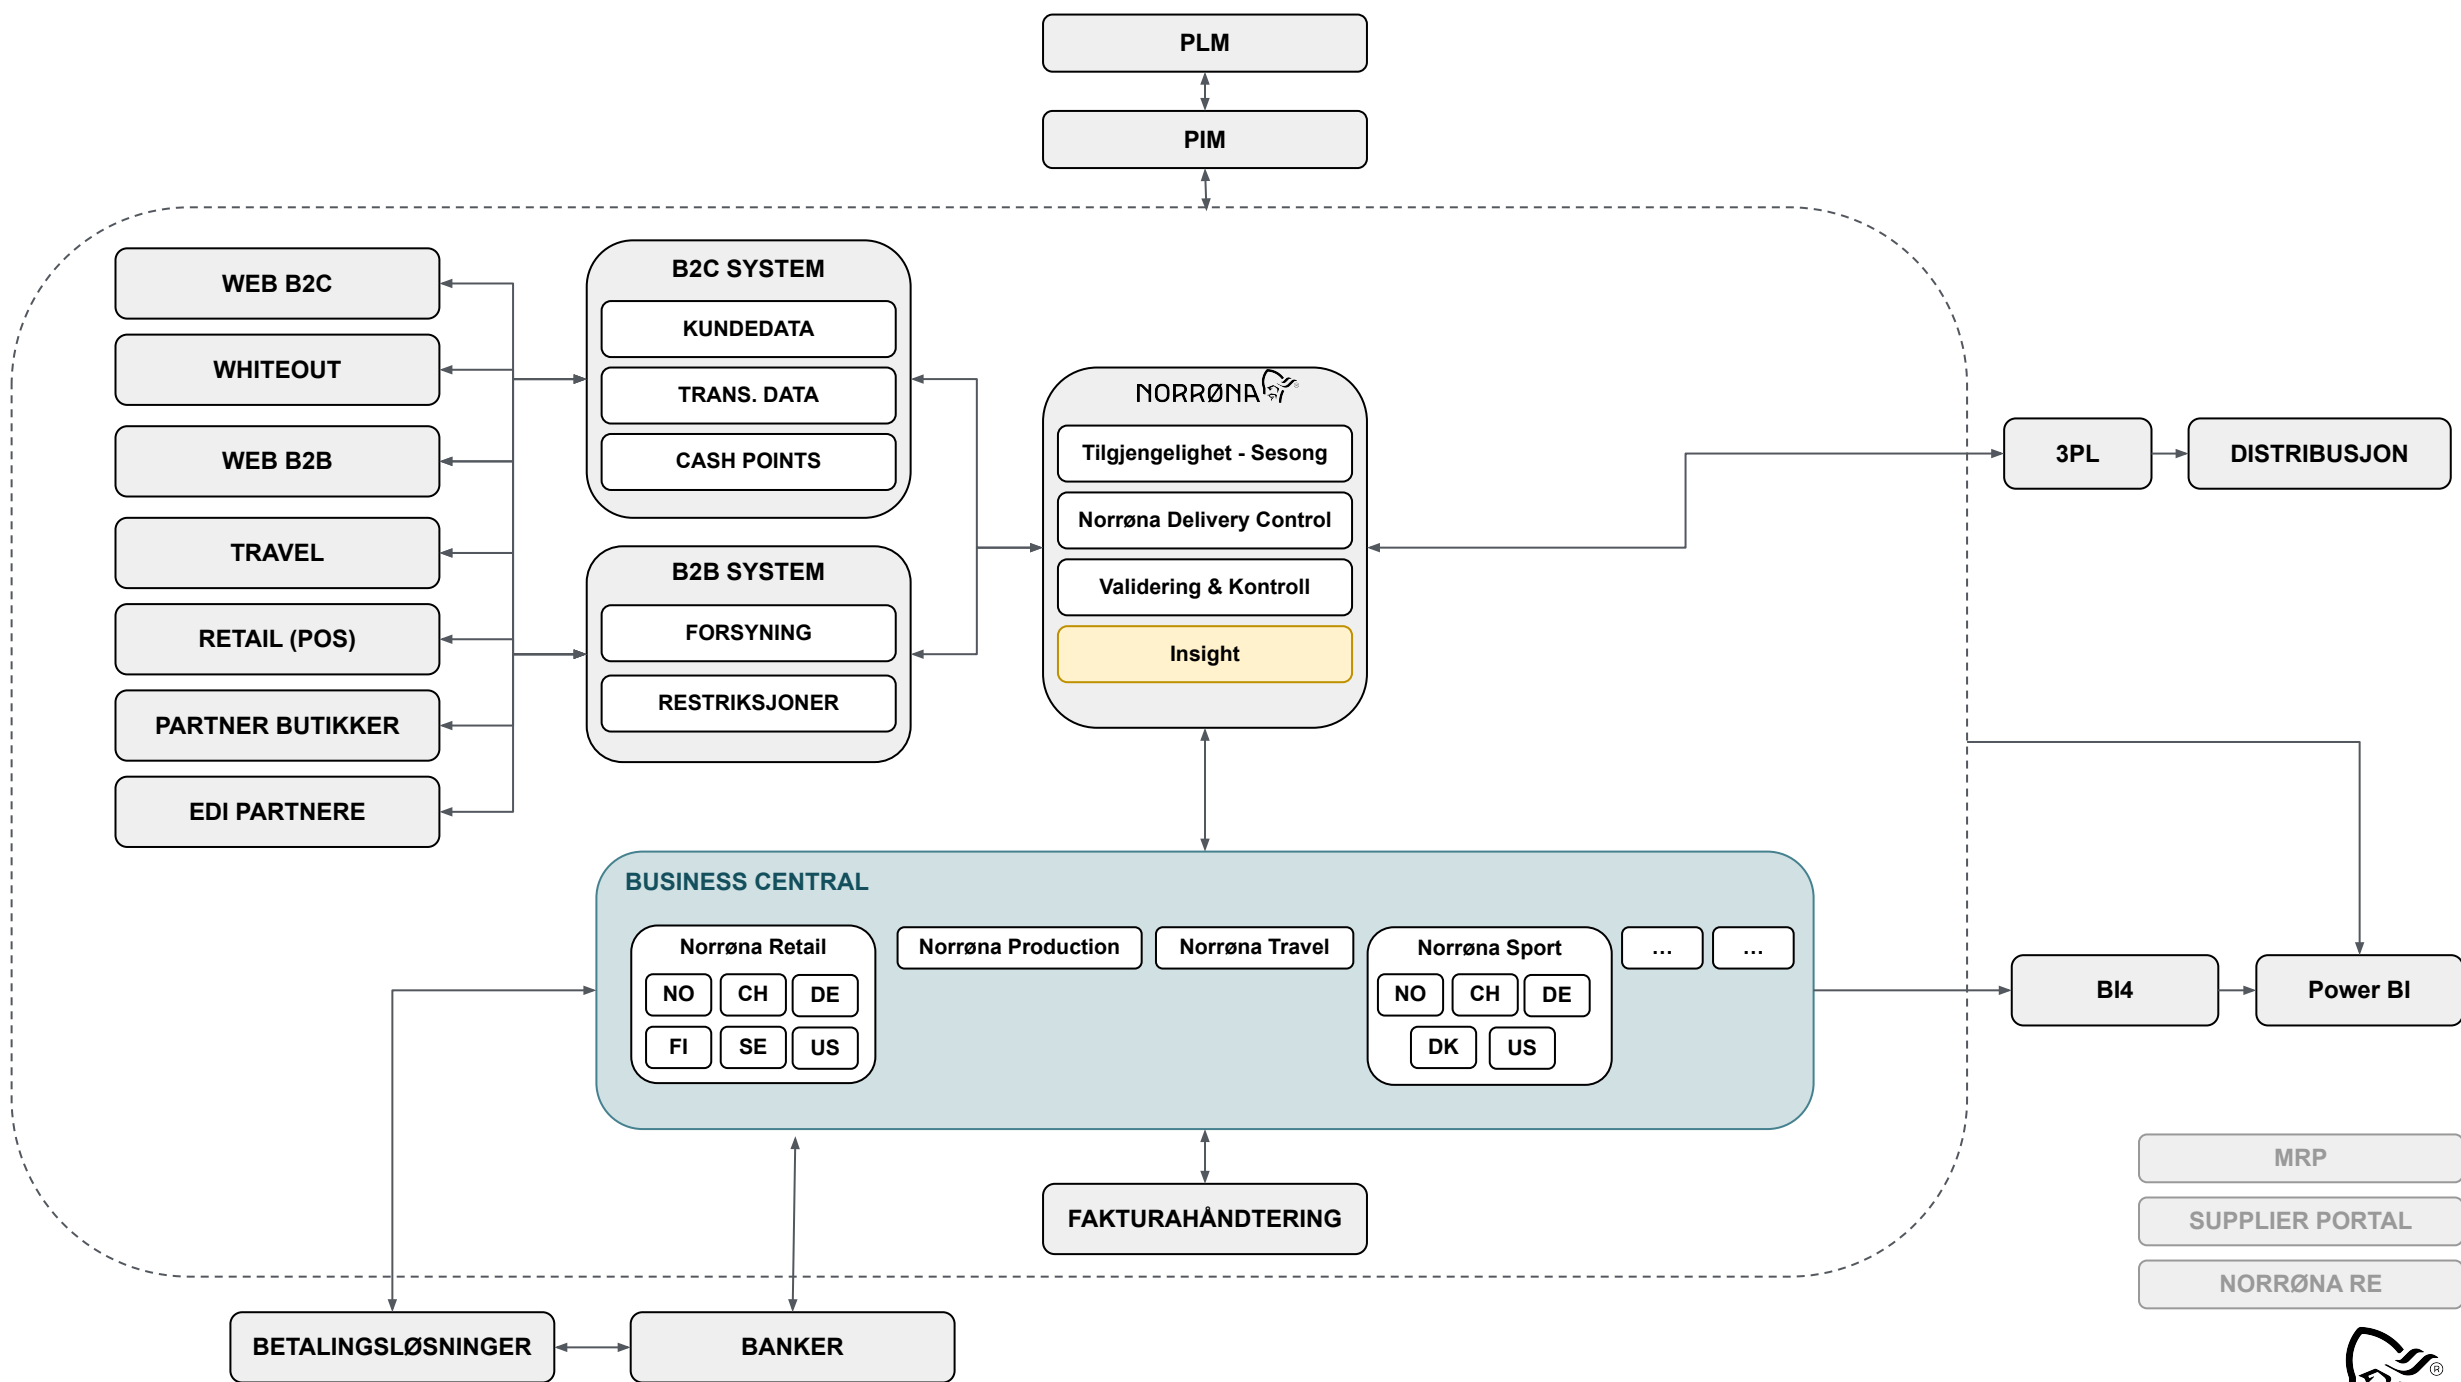 PLM
PIM
WEB B2C
WHITEOUT
WEB B2B
TRAVEL
RETAIL (POS)
PARTNER BUTIKKER
EDI PARTNERE
B2C SYSTEM
KUNDEDATA
TRANS. DATA
CASH POINTS
B2B SYSTEM
FORSYNING
RESTRIKSJONER
NORRØNA ®
Tilgjengelighet - Sesong
Norrøna Delivery Control
Validering & Kontroll
Insight
3PL
DISTRIBUSJON
BUSINESS CENTRAL
Norrøna Retail
NO CH DE
FI SE US
Norrøna Production
Norrøna Travel
Norrøna Sport
NO CH DE
DK US
...
...
BI4
Power BI
FAKTURAHÅNDTERING
BETALINGSLØSNINGER
BANKER
MRP
SUPPLIER PORTAL
NORRØNA RE
®